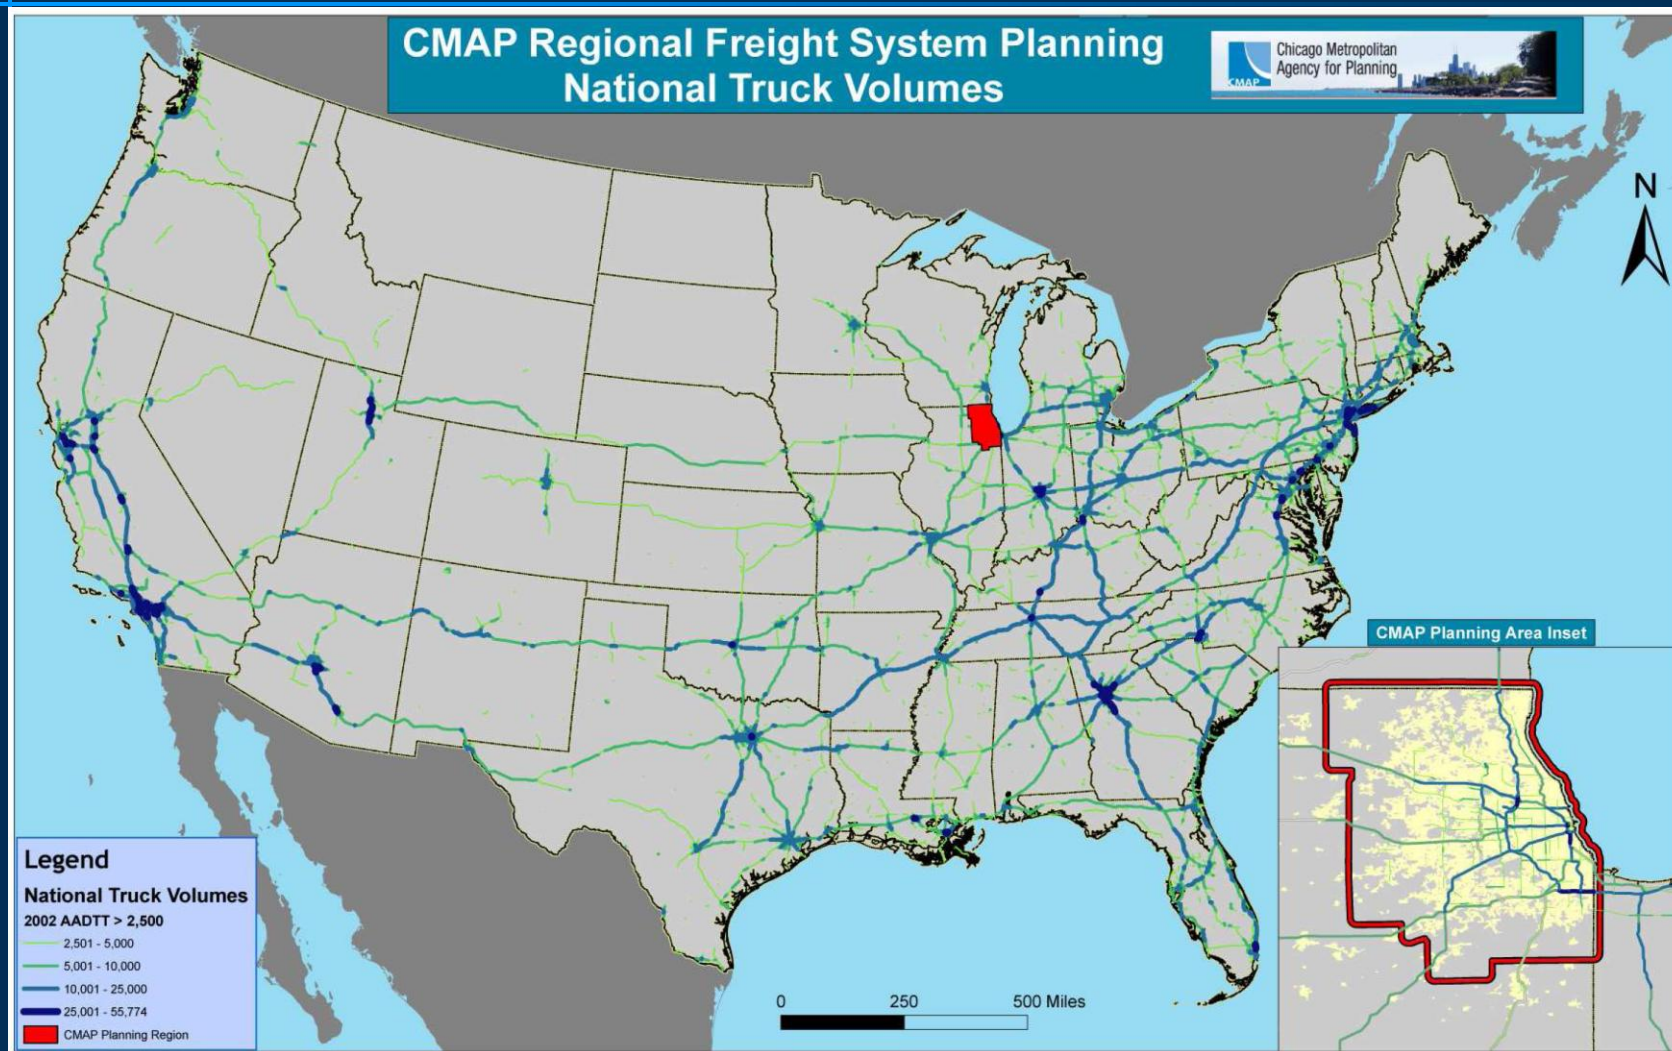 CMAP Regional Freight System Planning
National Truck Volumes
Chicago Metropolitan
Agency for Planning
CMAP
N
CMAP Planning Area Inset
Legend
National Truck Volumes
2002 AADTT > 2,500
2,501 - 5,000
5,001 - 10,000
10,001 - 25,000
25,001 - 55,774
CMAP Planning Region
0 250 500 Miles